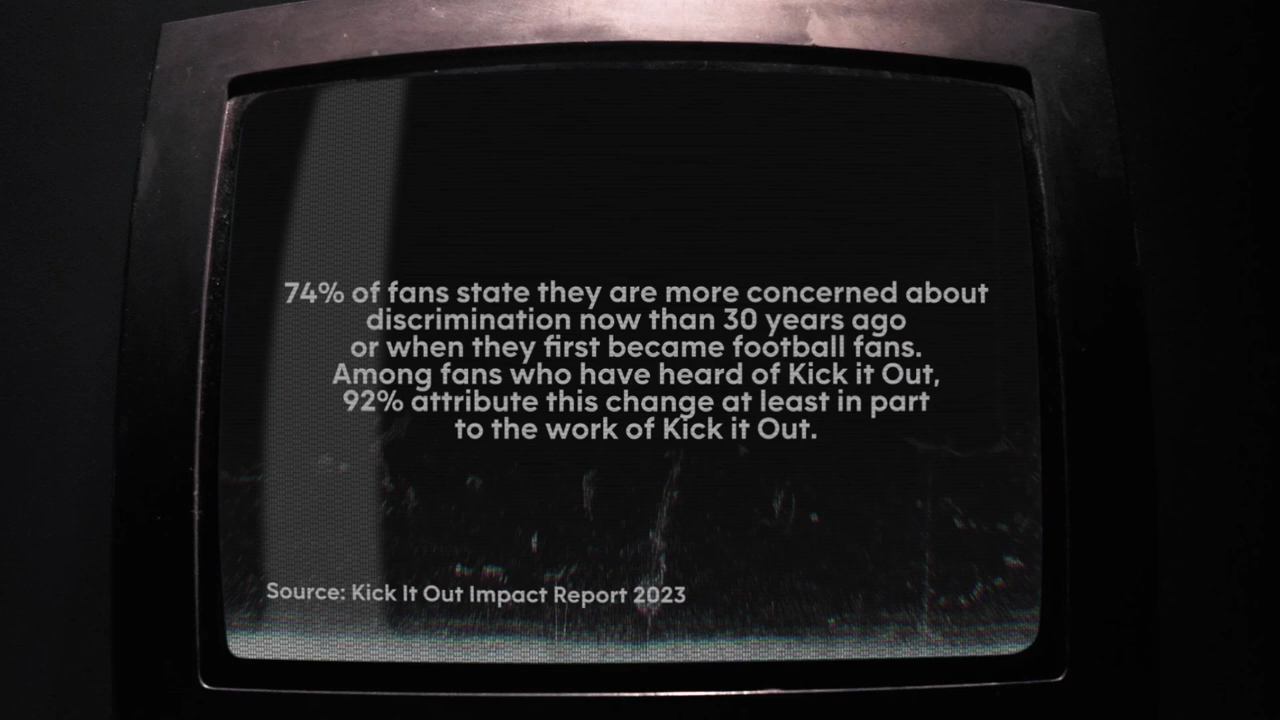 74% of fans state they are more concerned about
discrimination now than 30 years ago
or when they first became football fans.
Among fans who have heard of Kick it Out,
92% attribute this change at least in part
to the work of Kick it Out.
Source: Kick It Out Impact Report 2023